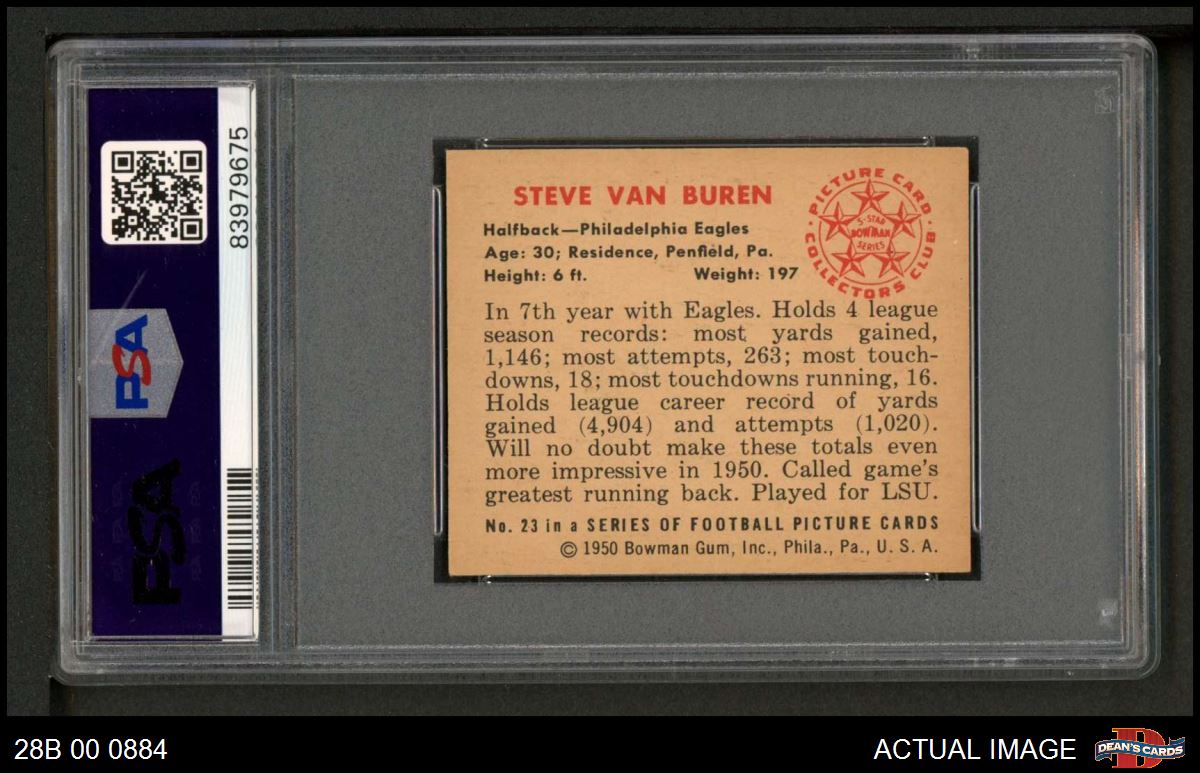 83979675
PSA
PSA
STEVE VAN BUREN
Halfback—Philadelphia Eagles
Age: 30; Residence, Penfield, Pa.
Height: 6 ft. Weight: 197
PICTURE CARD
COLLECTORS CLUB
5-STAR
BOWMAN
SERIES
In 7th year with Eagles. Holds 4 league
season records: most yards gained,
1,146; most attempts, 263; most touch-
downs, 18; most touchdowns running, 16.
Holds league career record of yards
gained (4,904) and attempts (1,020).
Will no doubt make these totals even
more impressive in 1950. Called game's
greatest running back. Played for LSU.
No. 23 in a SERIES OF FOOTBALL PICTURE CARDS
© 1950 Bowman Gum, Inc., Phila., Pa., U. S. A.
28B 00 0884
ACTUAL IMAGE
DEAN'S CARDS